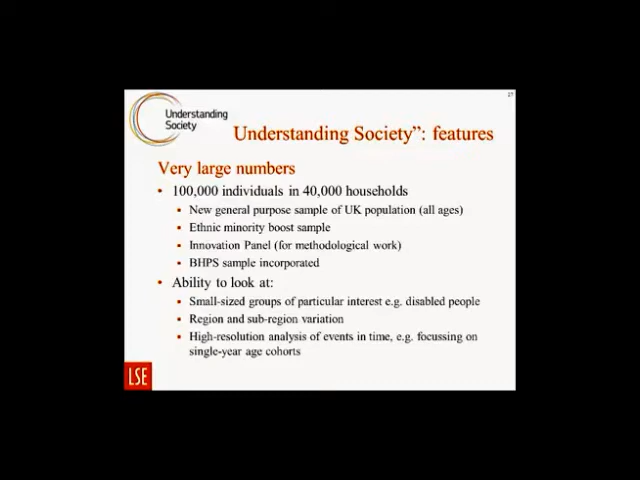 27
Understanding
Society
Understanding Society”: features
Very large numbers
• 100,000 individuals in 40,000 households
▪ New general purpose sample of UK population (all ages)
▪ Ethnic minority boost sample
▪ Innovation Panel (for methodological work)
▪ BHPS sample incorporated
• Ability to look at:
▪ Small-sized groups of particular interest e.g. disabled people
▪ Region and sub-region variation
▪ High-resolution analysis of events in time, e.g. focussing on
single-year age cohorts
LSE